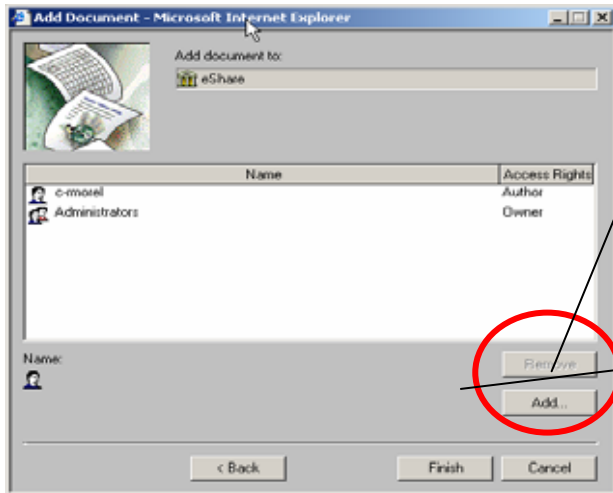 Add Document - Microsoft Internet Explorer
Add document to:
eShare
Name Access Rights
c-morel Author
Administrators Owner
Name:
Remove
Add...
< Back Finish Cancel